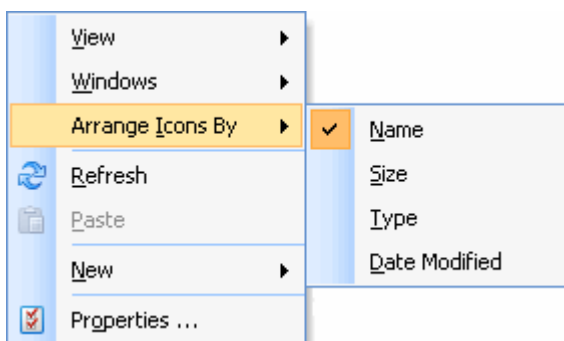 View
Windows
Arrange Icons By
Refresh
Paste
New
Properties ...
Name
Size
Type
Date Modified